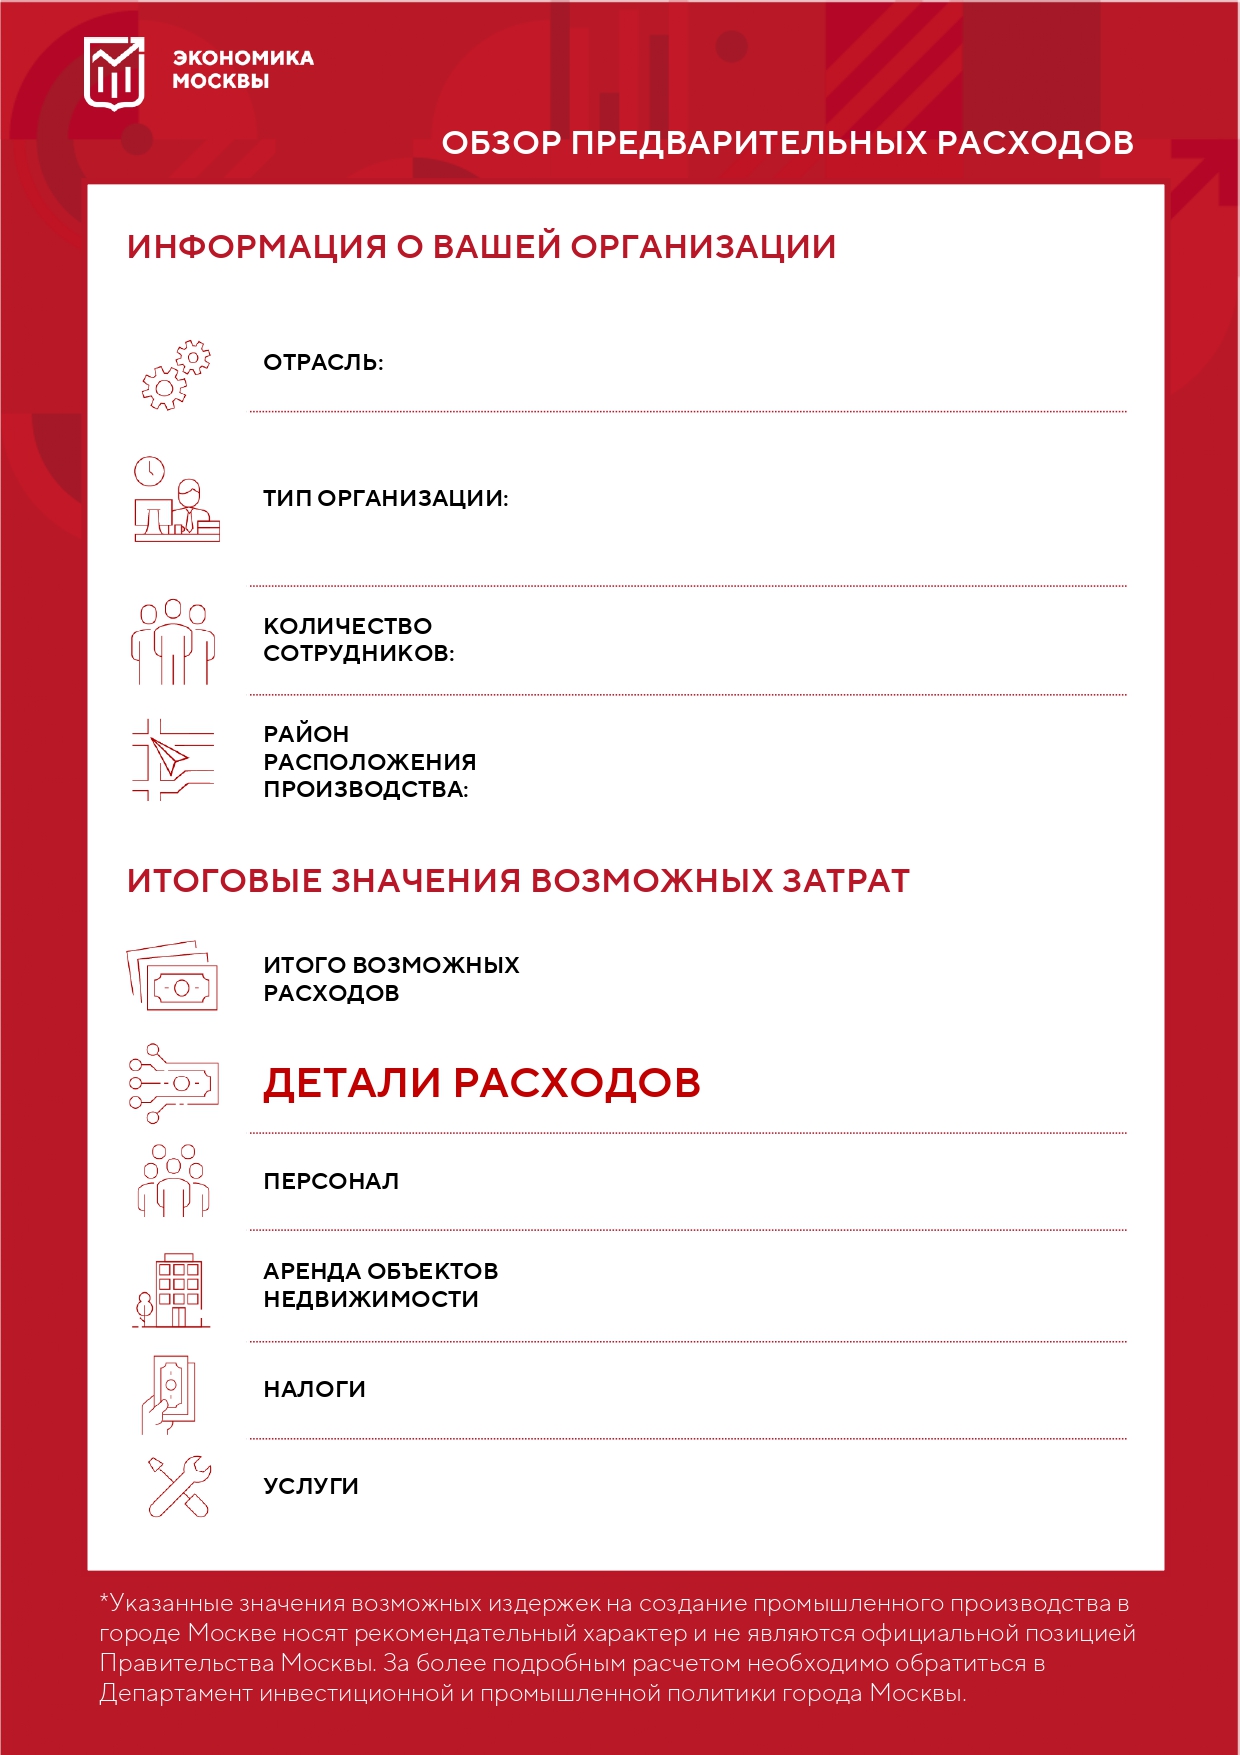 ЭКОНОМИКА
МОСКВЫ
ОБЗОР ПРЕДВАРИТЕЛЬНЫХ РАСХОДОВ
ИНФОРМАЦИЯ О ВАШЕЙ ОРГАНИЗАЦИИ
ОТРАСЛЬ:
ТИП ОРГАНИЗАЦИИ:
КОЛИЧЕСТВО
СОТРУДНИКОВ:
РАЙОН
РАСПОЛОЖЕНИЯ
ПРОИЗВОДСТВА:
ИТОГОВЫЕ ЗНАЧЕНИЯ ВОЗМОЖНЫХ ЗАТРАТ
ИТОГО ВОЗМОЖНЫХ
РАСХОДОВ
ДЕТАЛИ РАСХОДОВ
ПЕРСОНАЛ
АРЕНДА ОБЪЕКТОВ
НЕДВИЖИМОСТИ
НАЛОГИ
УСЛУГИ
*Указанные значения возможных издержек на создание промышленного производства в
городе Москве носят рекомендательный характер и не являются официальной позицией
Правительства Москвы. За более подробным расчетом необходимо обратиться в
Департамент инвестиционной и промышленной политики города Москвы.